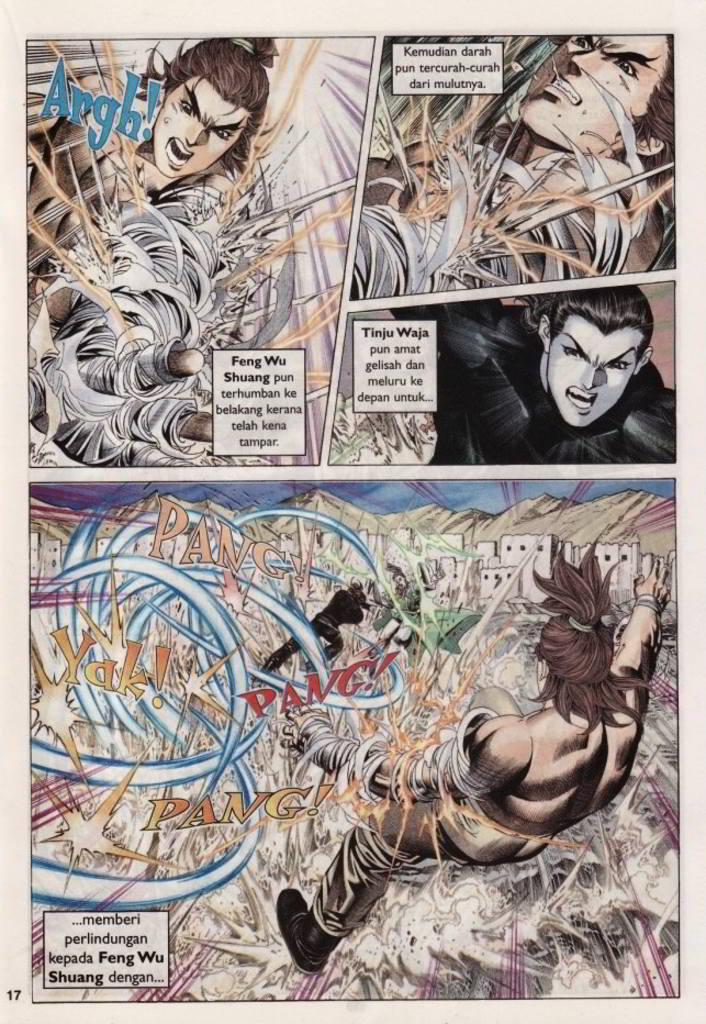 Argh!
Feng Wu
Shuang pun
terhumban ke
belakang kerana
telah kena
tampar.
Kemudian darah
pun tercurah-curah
dari mulutnya.
Tinju Waja
pun amat
gelisah dan
meluru ke
depan untuk...
PANG!
Yak!
PANG!
PANG!
...memberi
perlindungan
kepada Feng Wu
Shuang dengan...
17